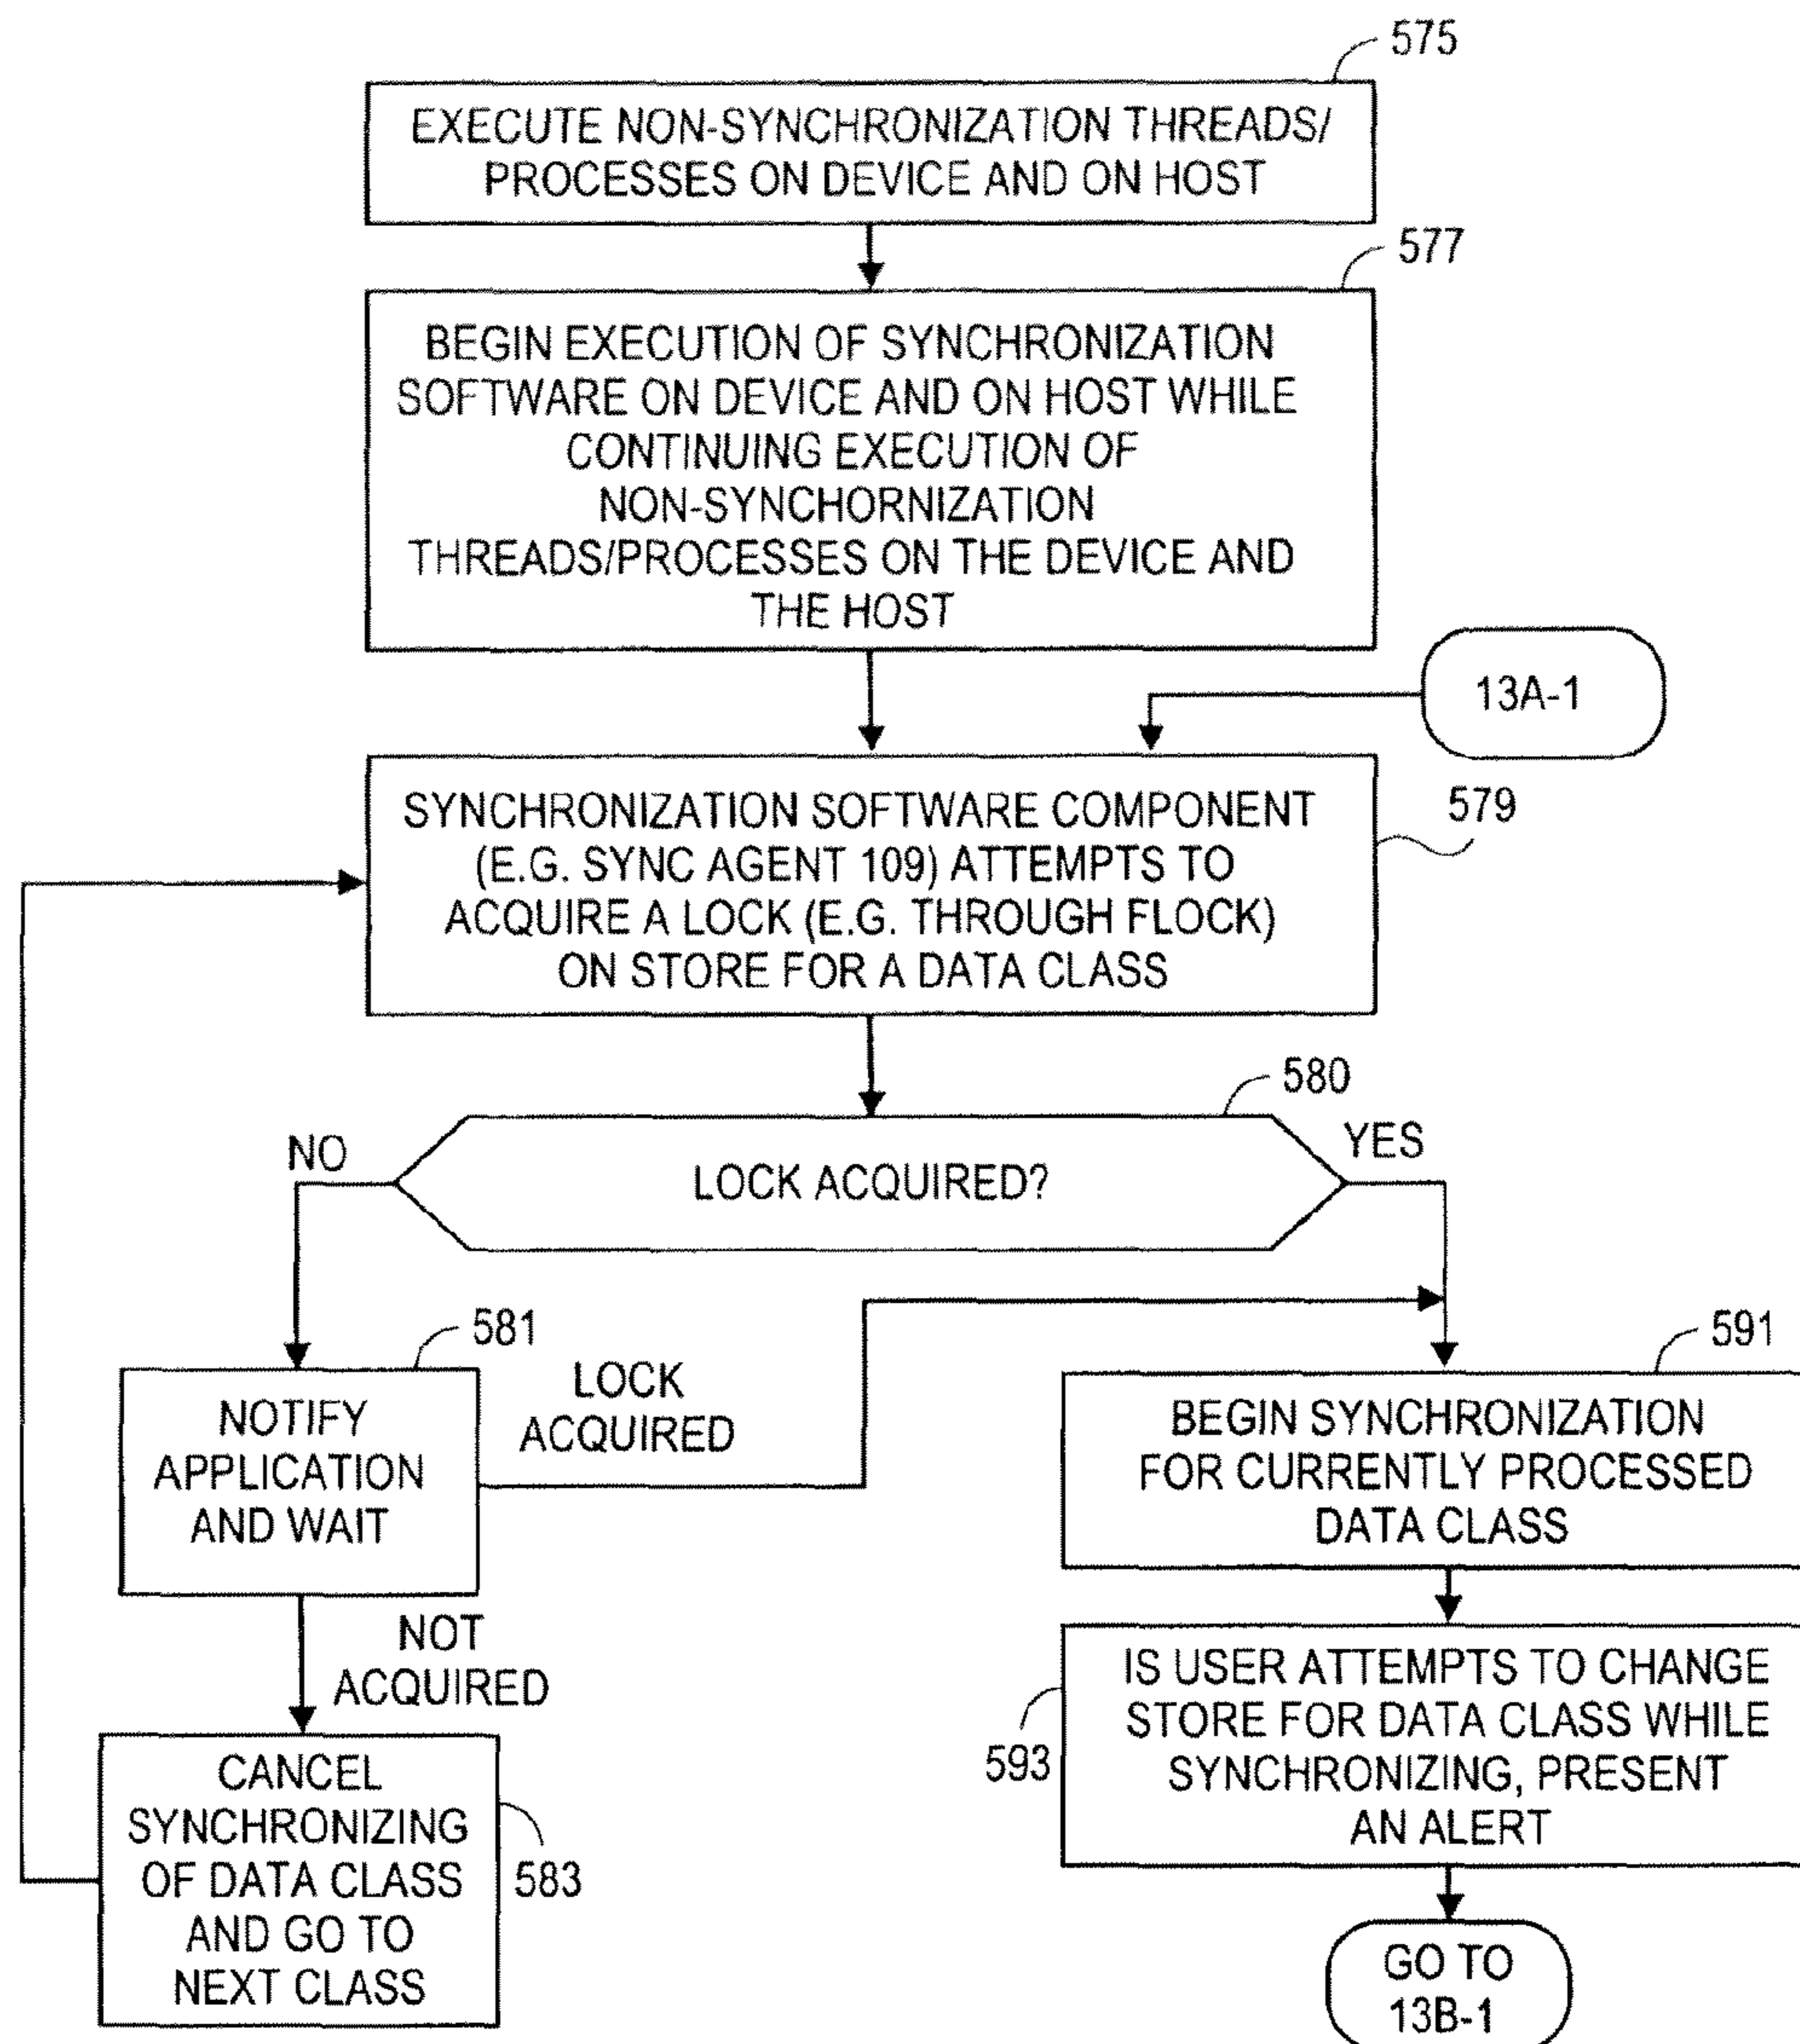 575
EXECUTE NON-SYNCHRONIZATION THREADS/
PROCESSES ON DEVICE AND ON HOST
577
BEGIN EXECUTION OF SYNCHRONIZATION
SOFTWARE ON DEVICE AND ON HOST WHILE
CONTINUING EXECUTION OF
NON-SYNCHORNIZATION
THREADS/PROCESSES ON THE DEVICE AND
THE HOST
13A-1
579
SYNCHRONIZATION SOFTWARE COMPONENT
(E.G. SYNC AGENT 109) ATTEMPTS TO
ACQUIRE A LOCK (E.G. THROUGH FLOCK)
ON STORE FOR A DATA CLASS
580
NO
YES
LOCK ACQUIRED?
581
NOTIFY
APPLICATION
AND WAIT
LOCK
ACQUIRED
591
BEGIN SYNCHRONIZATION
FOR CURRENTLY PROCESSED
DATA CLASS
NOT
ACQUIRED
583
CANCEL
SYNCHRONIZING
OF DATA CLASS
AND GO TO
NEXT CLASS
593
IS USER ATTEMPTS TO CHANGE
STORE FOR DATA CLASS WHILE
SYNCHRONIZING, PRESENT
AN ALERT
GO TO
13B-1